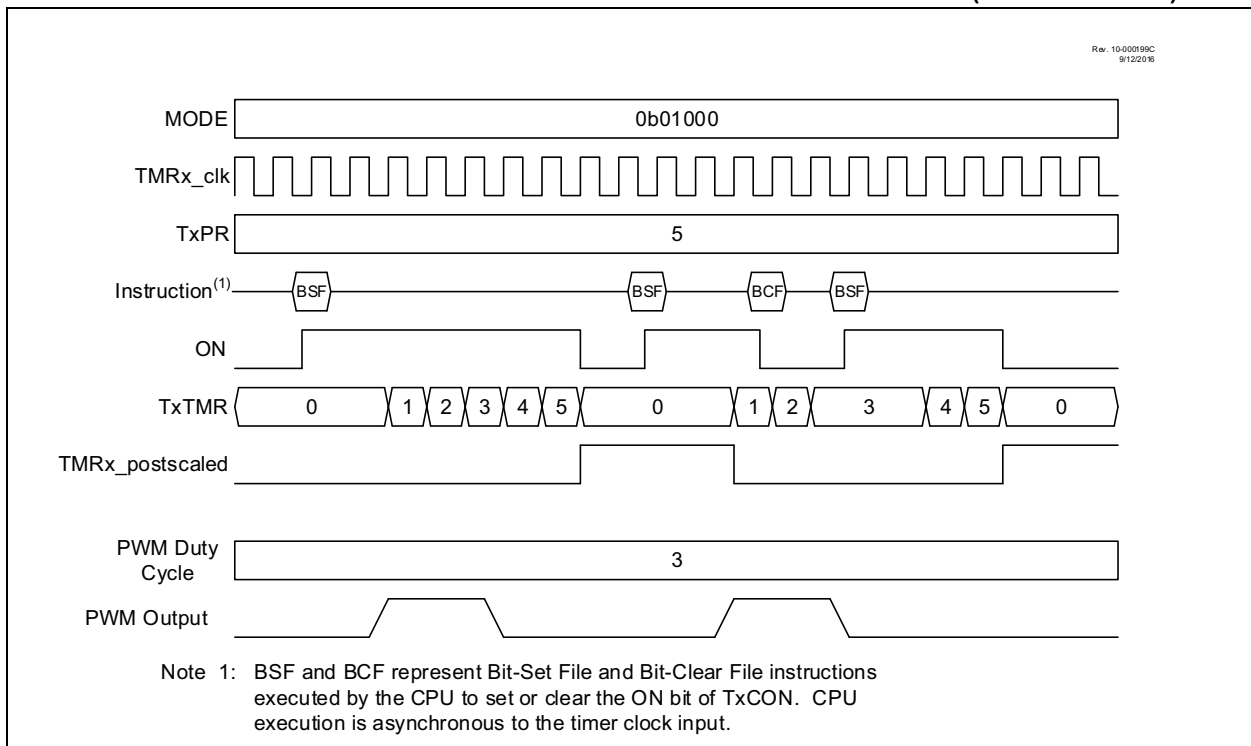 Rev. 10-000199C
9/12/2016
MODE 0b01000
TMRx_clk
TxPR 5
Instruction(1) BSF BSF BCF BSF
ON
TxTMR 0 1 2 3 4 5 0 1 2 3 4 5 0
TMRx_postscaled
PWM Duty
Cycle 3
PWM Output
Note 1: BSF and BCF represent Bit-Set File and Bit-Clear File instructions
executed by the CPU to set or clear the ON bit of TxCON. CPU
execution is asynchronous to the timer clock input.